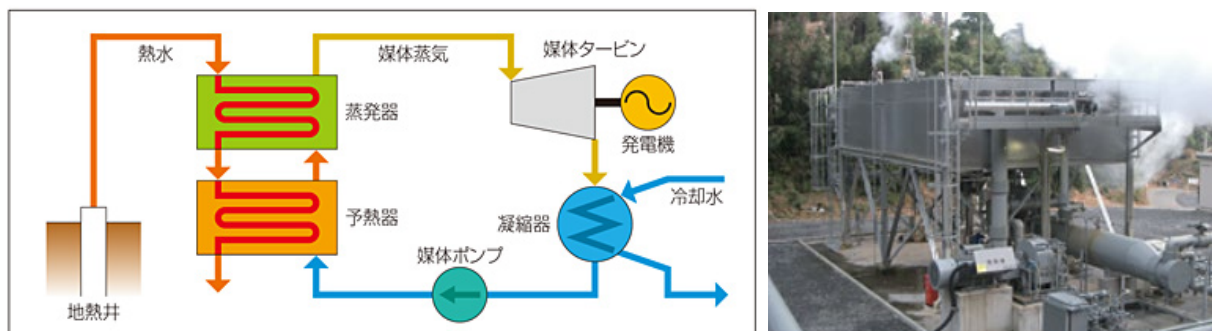 熱水
媒体蒸気
媒体タービン
蒸発器
発電機
予熱器
凝縮器
冷却水
媒体ポンプ
地熱井